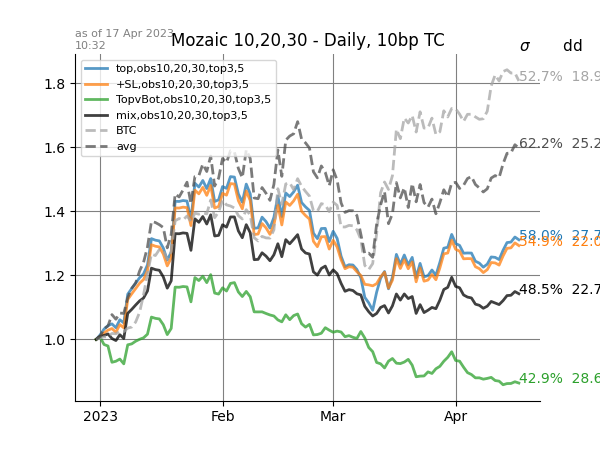 as of 17 Apr 2023
10:32
Mozaic 10,20,30 - Daily, 10bp TC
σ dd
top,obs10,20,30,top3,5
+SL,obs10,20,30,top3,5
TopvBot,obs10,20,30,top3,5
mix,obs10,20,30,top3,5
BTC
avg
1.8
1.6
1.4
1.2
1.0
52.7% 18.9
62.2% 25.2
58.0% 27.7
54.9% 22.0
48.5% 22.7
42.9% 28.6
2023 Feb Mar Apr